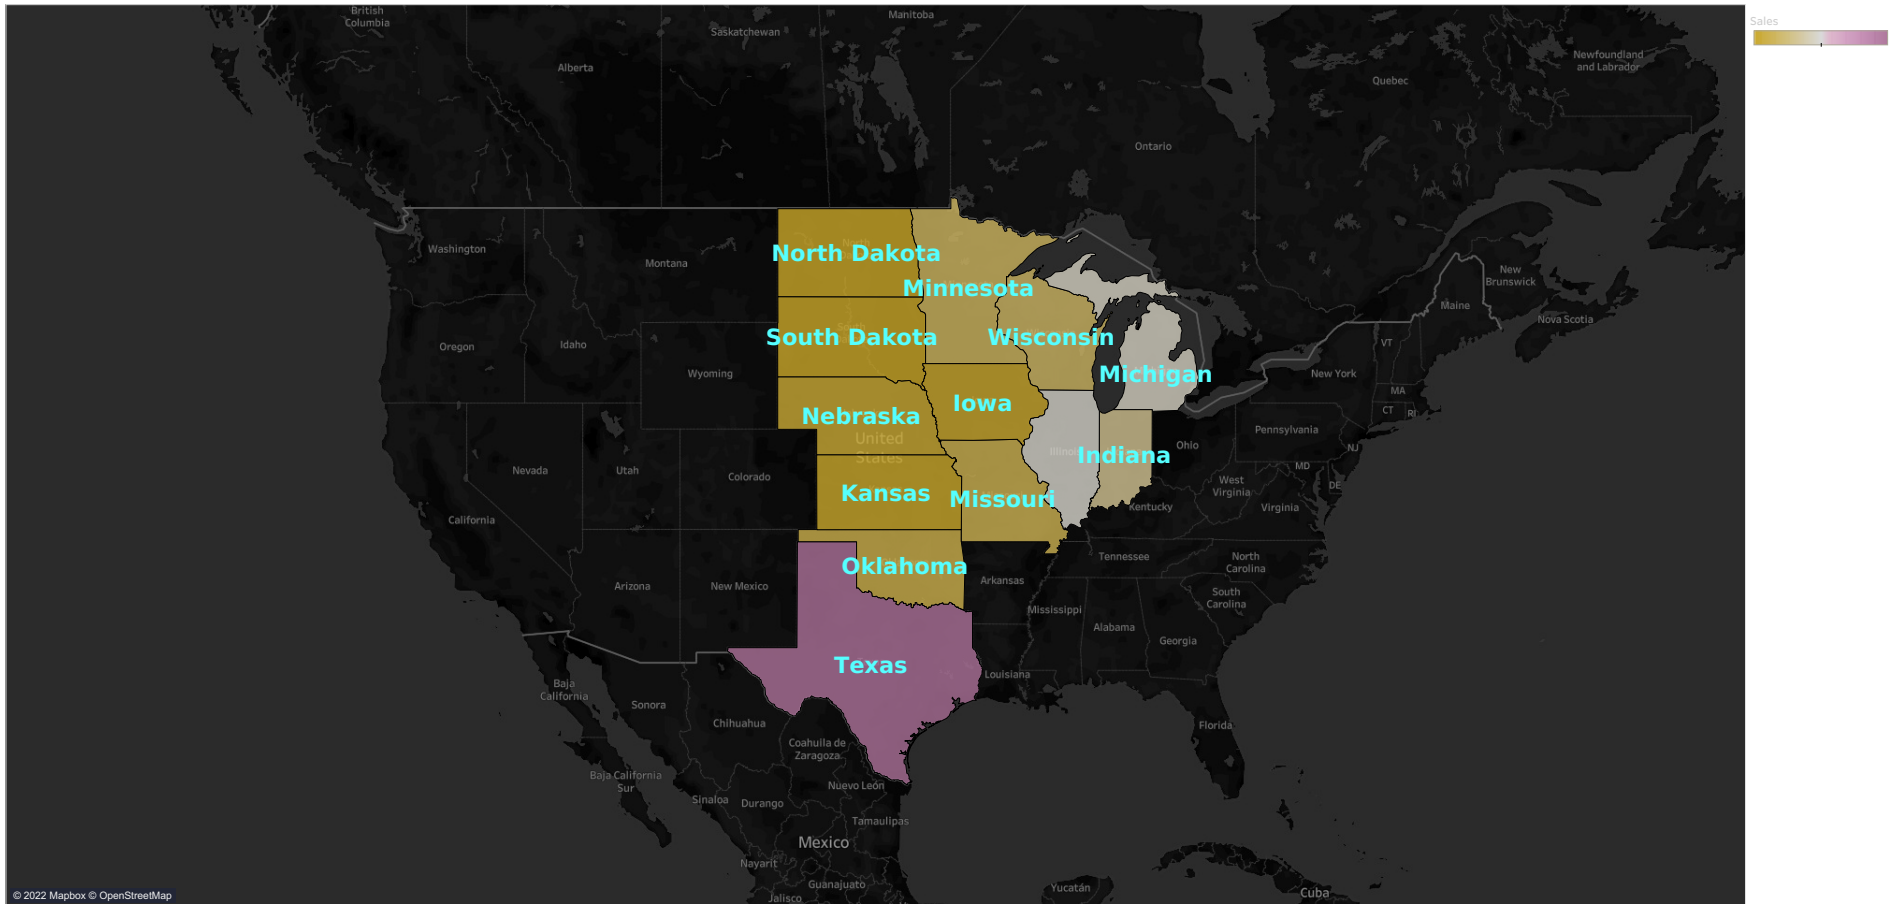 British
Columbia
Manitoba
Saskatchewan
Alberta
Newfoundland
and Labrador
Quebec
Ontario
Sales
Washington
Montana
North Dakota
Minnesota
New
Brunswick
Maine
Nova Scotia
Oregon
Idaho
South Dakota
Wisconsin
VT
Wyoming
Michigan
New York
MA
Nebraska
Iowa
CT
RI
United
States
Pennsylvania
Illinois
Indiana
Ohio
NJ
Nevada
Utah
Colorado
MD
DE
West
Virginia
Kansas
Missouri
Kentucky
Virginia
California
Oklahoma
Tennessee
North
Carolina
Arizona
New Mexico
Arkansas
South
Carolina
Mississippi
Alabama
Georgia
Texas
Louisiana
Baja
California
Sonora
Chihuahua
Florida
Coahuila de
Zaragoza
Baja California
Sur
Nuevo León
Sinaloa
Durango
Tamaulipas
Mexico
Nayarit
Guanajuato
Jalisco
Yucatán
Cuba
© 2022 Mapbox © OpenStreetMap